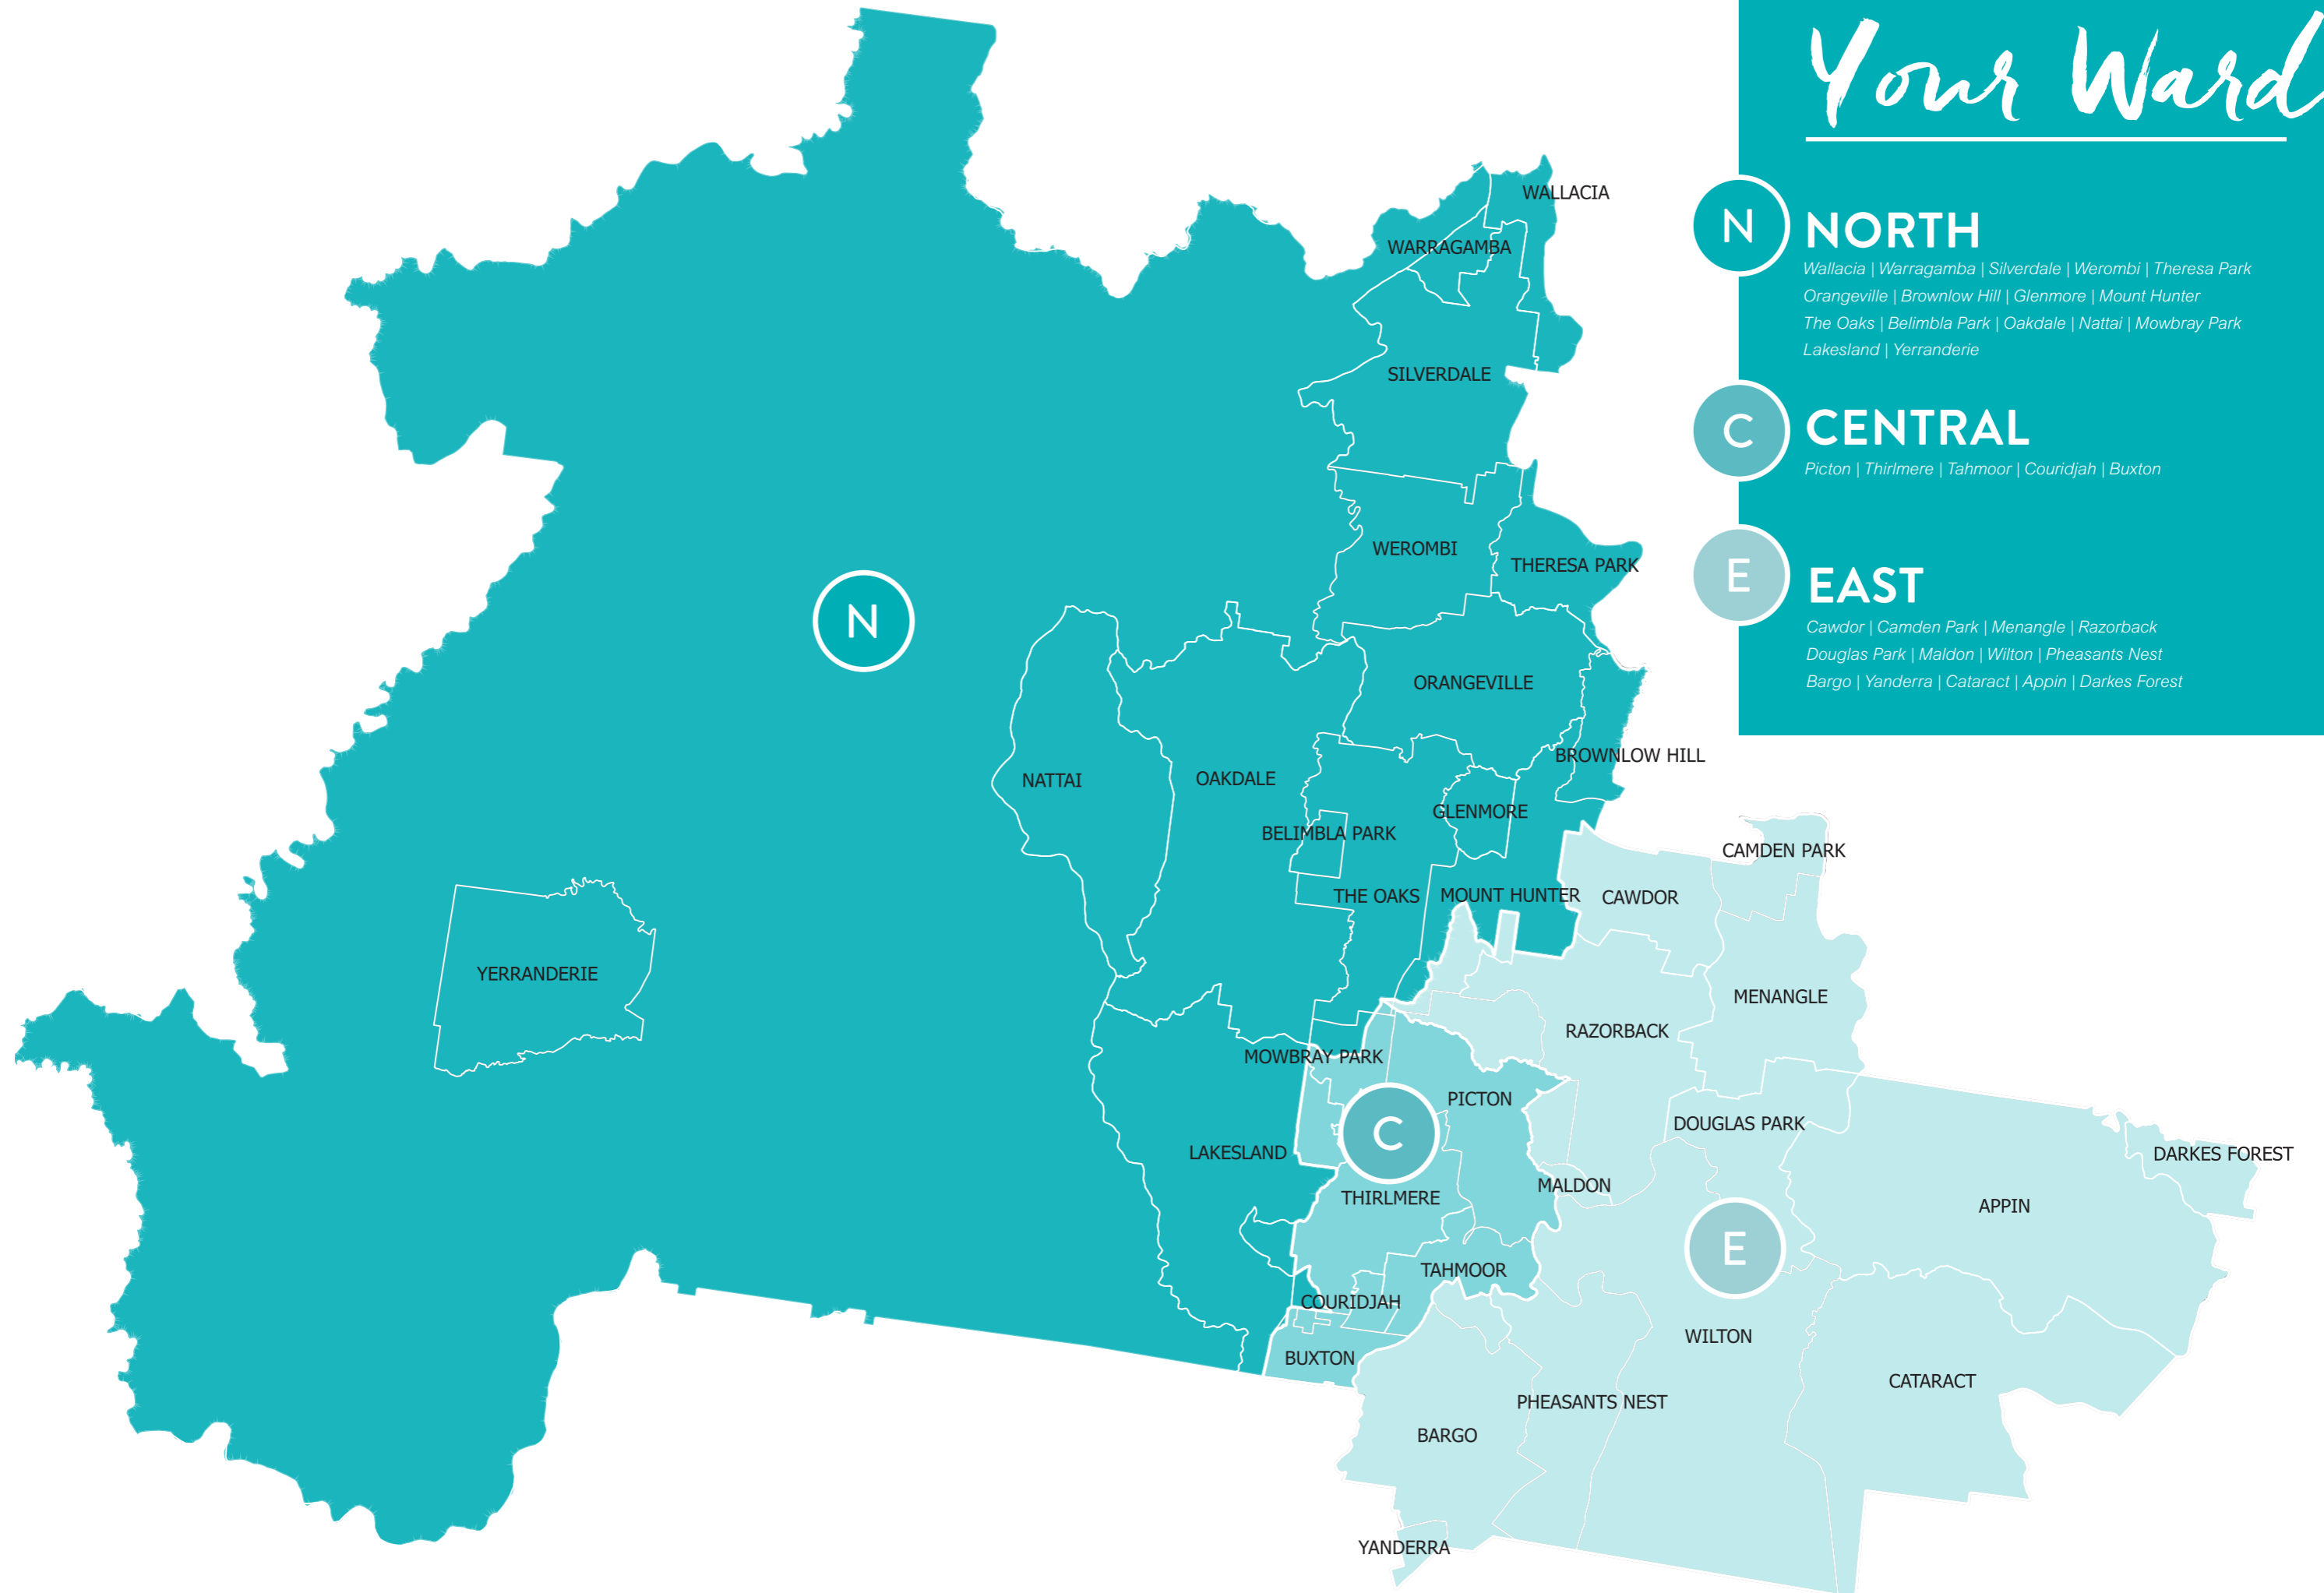 Your Ward
N
NORTH
Wallacia | Warragamba | Silverdale | Werombi | Theresa Park
Orangeville | Brownlow Hill | Glenmore | Mount Hunter
The Oaks | Belimbla Park | Oakdale | Nattai | Mowbray Park
Lakesland | Yerranderie
C
CENTRAL
Picton | Thirlmere | Tahmoor | Couridjah | Buxton
E
EAST
Cawdor | Camden Park | Menangle | Razorback
Douglas Park | Maldon | Wilton | Pheasants Nest
Bargo | Yanderra | Cataract | Appin | Darkes Forest
WALLACIA
WARRAGAMBA
SILVERDALE
WEROMBI
THERESA PARK
N
ORANGEVILLE
BROWNLOW HILL
NATTAI
OAKDALE
GLENMORE
BELIMBLA PARK
CAMDEN PARK
THE OAKS
MOUNT HUNTER
CAWDOR
YERRANDERIE
MENANGLE
RAZORBACK
MOWBRAY PARK
PICTON
C
DOUGLAS PARK
LAKESLAND
DARKES FOREST
MALDON
THIRLMERE
APPIN
E
TAHMOOR
COURIDJAH
WILTON
BUXTON
CATARACT
PHEASANTS NEST
BARGO
YANDERRA